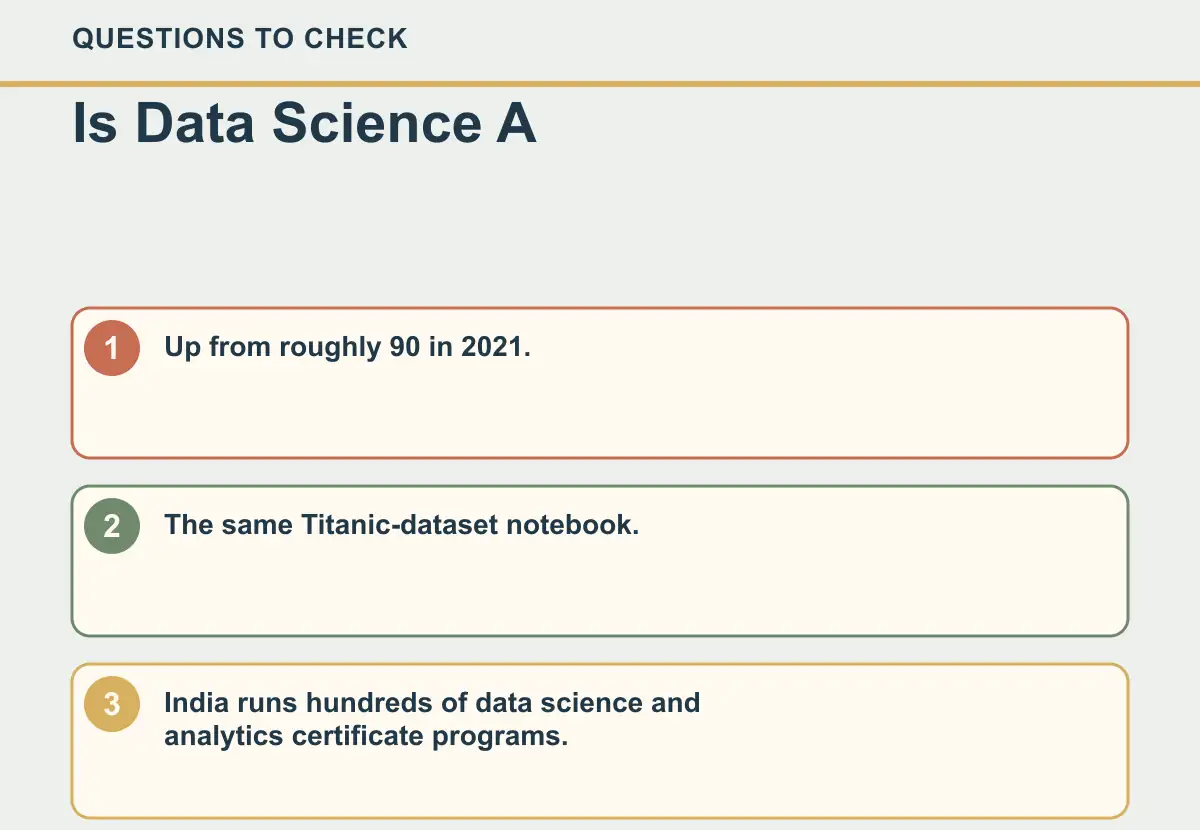 QUESTIONS TO CHECK
Is Data Science A
1
Up from roughly 90 in 2021.
2
The same Titanic-dataset notebook.
3
India runs hundreds of data science and
analytics certificate programs.